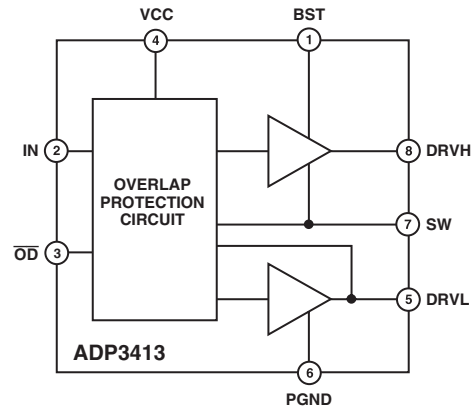 VCC
BST
4
1
IN
2
8
DRVH
OVERLAP
PROTECTION
CIRCUIT
7
SW
OD
3
5
DRVL
ADP3413
6
PGND